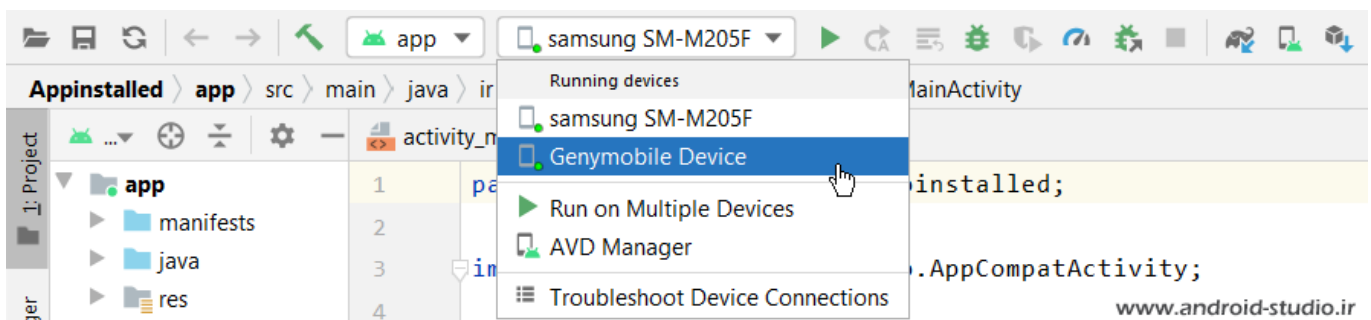 app
samsung SM-M205F
Appinstalled
app
src
main
java
ir
MainActivity
Running devices
samsung SM-M205F
Genymobile Device
Run on Multiple Devices
AVD Manager
Troubleshoot Device Connections
1: Project
...
activity_m
app
manifests
java
res
1 pa installed;
2
3 im .AppCompatActivity;
4
ger
www.android-studio.ir